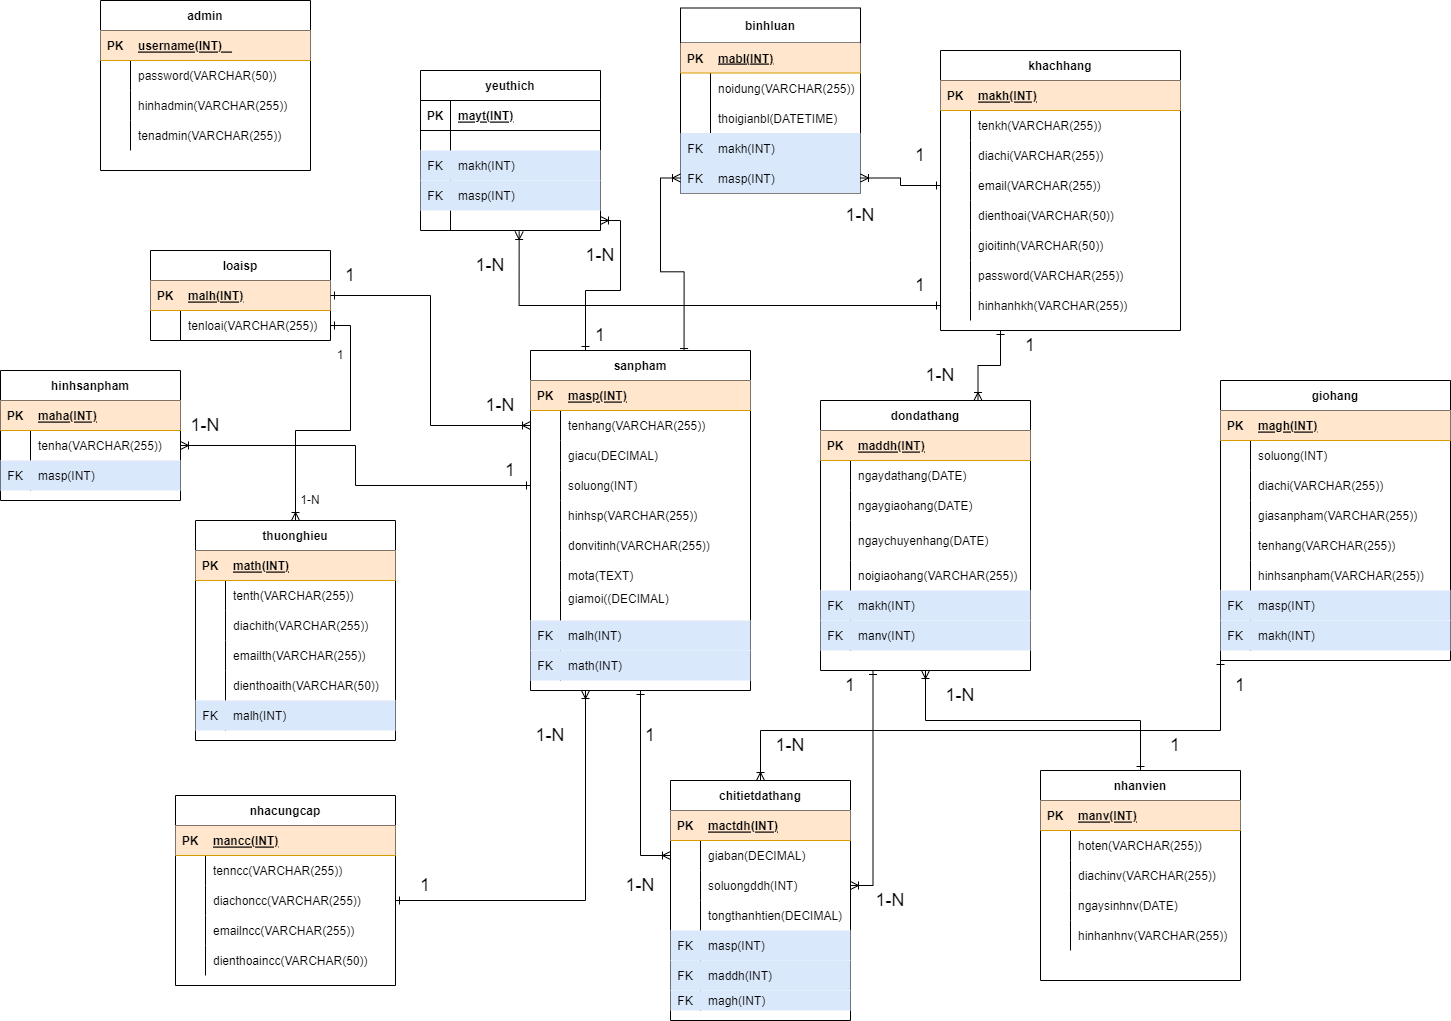 admin
PK username(INT)
password(VARCHAR(50))
hinhadmin(VARCHAR(255))
tenadmin(VARCHAR(255))
yeuthich
PK mayt(INT)
FK makh(INT)
FK masp(INT)
binhluan
PK mabl(INT)
noidung(VARCHAR(255))
thoigianbl(DATETIME)
FK makh(INT)
FK masp(INT)
khachhang
PK makh(INT)
tenkh(VARCHAR(255))
diachi(VARCHAR(255))
email(VARCHAR(255))
dienthoai(VARCHAR(50))
gioitinh(VARCHAR(50))
password(VARCHAR(255))
hinhanhkh(VARCHAR(255))
1
1-N
1-N
1-N
1
1
1
loaisp
PK malh(INT)
tenloai(VARCHAR(255))
1
1
hinhsanpham
PK maha(INT)
tenha(VARCHAR(255))
FK masp(INT)
1-N
1-N
1
1-N
thuonghieu
PK math(INT)
tenth(VARCHAR(255))
diachith(VARCHAR(255))
emailth(VARCHAR(255))
dienthoaith(VARCHAR(50))
FK malh(INT)
sanpham
PK masp(INT)
tenhang(VARCHAR(255))
giacu(DECIMAL)
soluong(INT)
hinhsp(VARCHAR(255))
donvitinh(VARCHAR(255))
mota(TEXT)
giamoi((DECIMAL)
FK malh(INT)
FK math(INT)
1-N
dondathang
PK maddh(INT)
ngaydathang(DATE)
ngaygiaohang(DATE)
ngaychuyenhang(DATE)
noigiaohang(VARCHAR(255))
FK makh(INT)
FK manv(INT)
giohang
PK magh(INT)
soluong(INT)
diachi(VARCHAR(255))
giasanpham(VARCHAR(255))
tenhang(VARCHAR(255))
hinhsanpham(VARCHAR(255))
FK masp(INT)
FK makh(INT)
1
1-N
1
1-N
1
1-N
1
nhacungcap
PK mancc(INT)
tenncc(VARCHAR(255))
diachoncc(VARCHAR(255))
emailncc(VARCHAR(255))
dienthoaincc(VARCHAR(50))
1
1-N
1-N
chitietdathang
PK mactdh(INT)
giaban(DECIMAL)
soluongddh(INT)
tongthanhtien(DECIMAL)
FK masp(INT)
FK maddh(INT)
FK magh(INT)
nhanvien
PK manv(INT)
hoten(VARCHAR(255))
diachinv(VARCHAR(255))
ngaysinhnv(DATE)
hinhanhnv(VARCHAR(255))